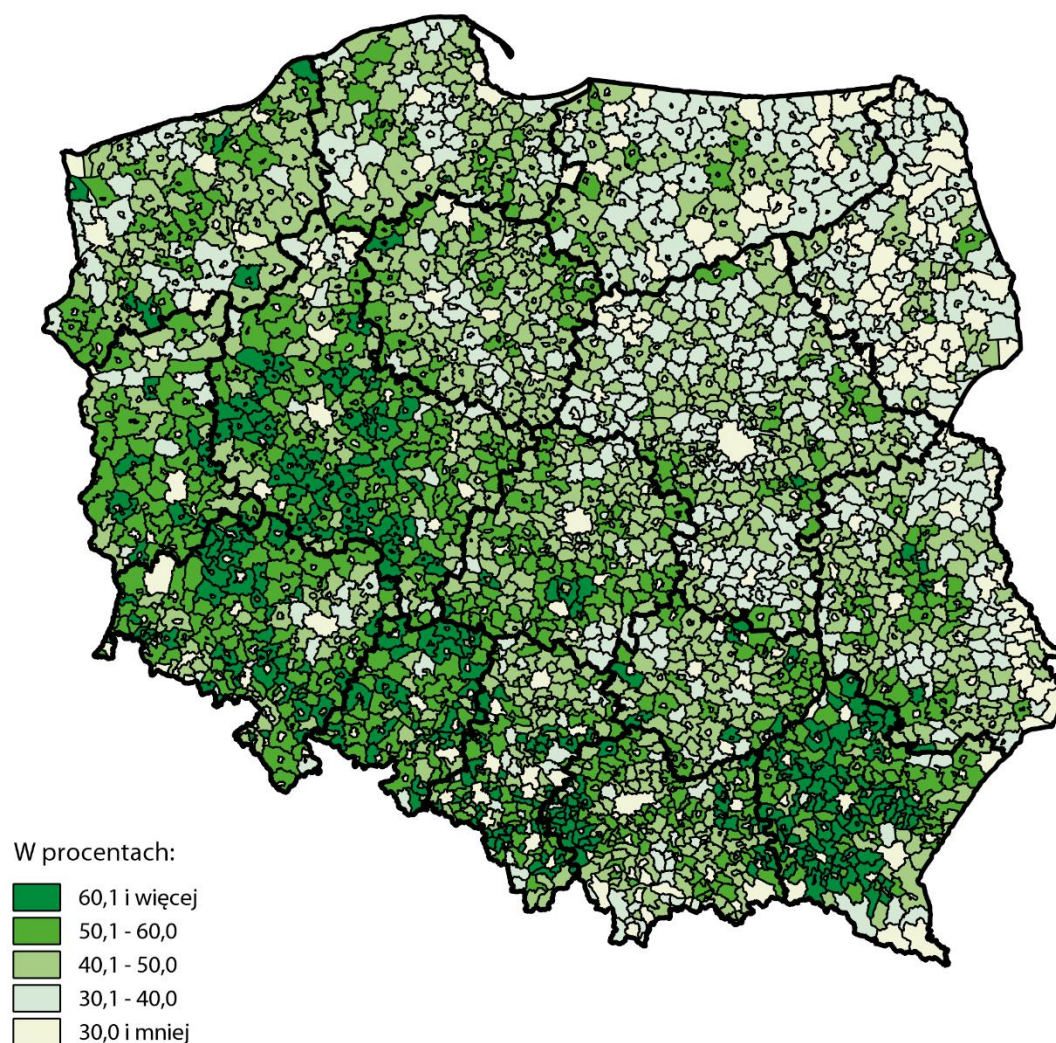 W procentach:
60,1 i więcej
50,1 - 60,0
40,1 - 50,0
30,1 - 40,0
30,0 i mniej